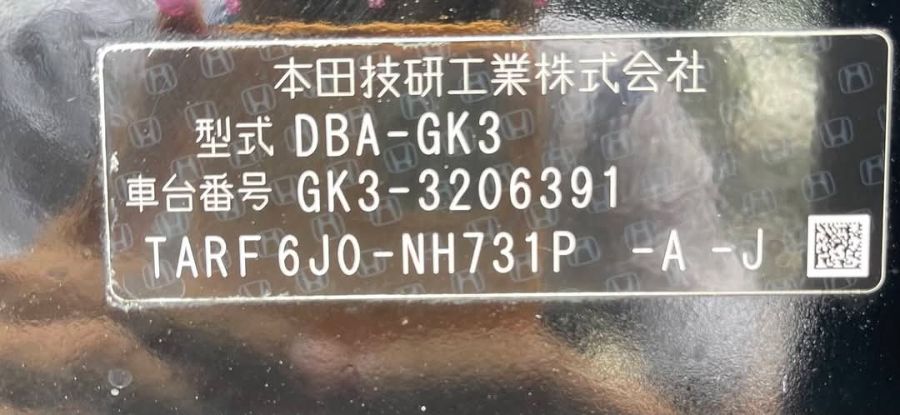 本田技研工業株式会社
型式 DBA-GK3
車台番号 GK3-3206391
TARF6J0-NH731P -A -J